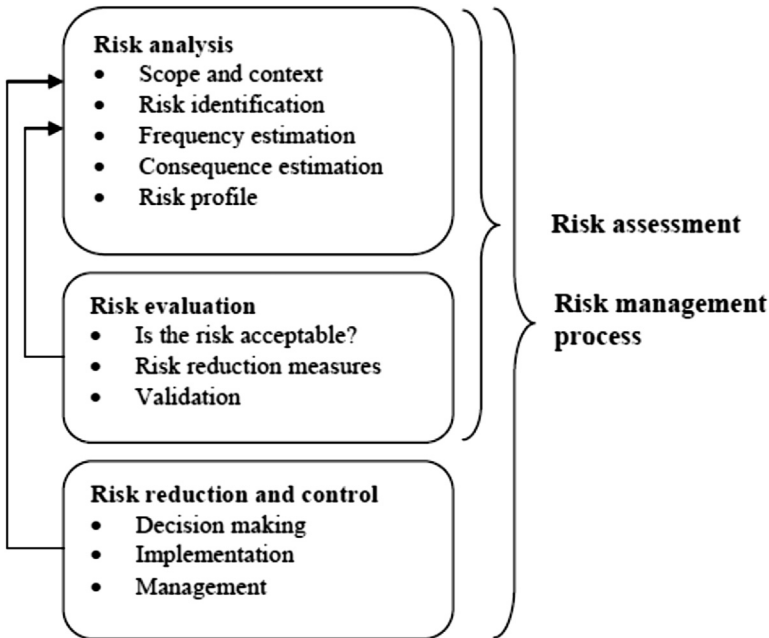 Risk analysis
• Scope and context
• Risk identification
• Frequency estimation
• Consequence estimation
• Risk profile
Risk evaluation
• Is the risk acceptable?
• Risk reduction measures
• Validation
Risk reduction and control
• Decision making
• Implementation
• Management
Risk assessment
Risk management
process